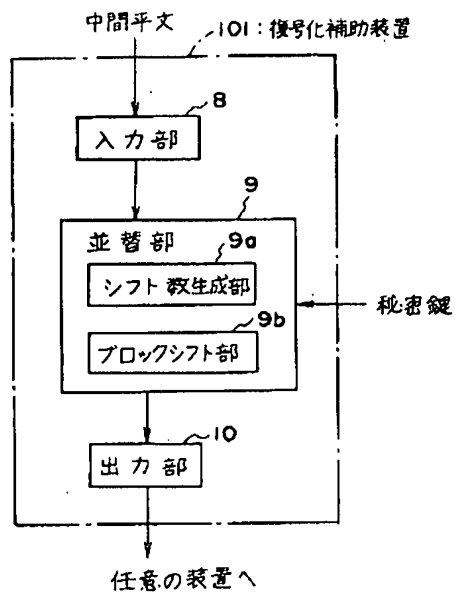 中間平文
101:復号化補助装置
8
入力部
9
並替部
9a
シフト数生成部
9b
ブロックシフト部
秘密鍵
10
出力部
任意の装置へ